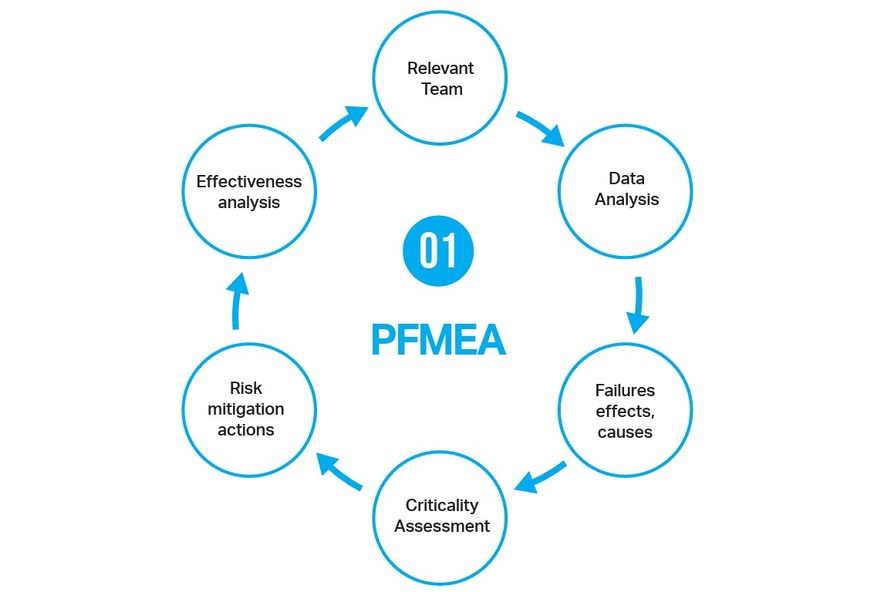 Relevant
Team
Data
Analysis
Failures
effects,
causes
Criticality
Assessment
Risk
mitigation
actions
Effectiveness
analysis
01
PFMEA